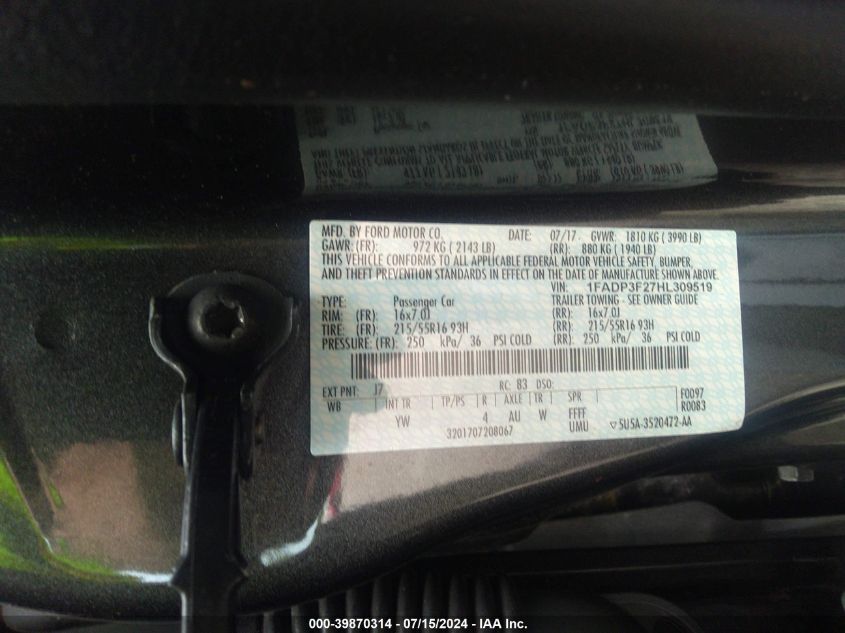 MFD. BY FORD MOTOR CO. DATE: 07/17 GVWR: 1810 KG ( 3990 LB)
GAWR: (FR): 972 KG ( 2143 LB) (RR): 880 KG ( 1940 LB)
THIS VEHICLE CONFORMS TO ALL APPLICABLE FEDERAL MOTOR VEHICLE SAFETY, BUMPER,
AND THEFT PREVENTION STANDARDS IN EFFECT ON THE DATE OF MANUFACTURE SHOWN ABOVE.
VIN: 1FADP3F27HL309519
TYPE: Passenger Car TRAILER TOWING - SEE OWNER GUIDE
RIM: (FR): 16x7.0J (RR): 16x7.0J
TIRE: (FR): 215/55R16 93H (RR): 215/55R16 93H
PRESSURE: (FR): 250 kPa/ 36 PSI COLD (RR): 250 kPa/ 36 PSI COLD
EXT PNT: J7 RC: 83 DSO: F0097
WB INT TR TP/PS R AXLE TR SPR R0083
YW 4 AU W FFFF
3201707208067 UMU ▽5U5A-3520472-AA
000-39870314 - 07/15/2024 - IAA Inc.